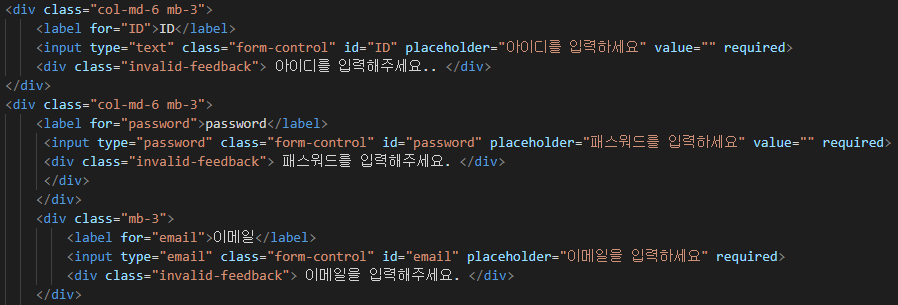 <div class="col-md-6 mb-3">
<label for="ID">ID</label>
<input type="text" class="form-control" id="ID" placeholder="아이디를 입력하세요" value="" required>
<div class="invalid-feedback"> 아이디를 입력해주세요.. </div>
</div>
<div class="col-md-6 mb-3">
<label for="password">password</label>
<input type="password" class="form-control" id="password" placeholder="패스워드를 입력하세요" value="" required>
<div class="invalid-feedback"> 패스워드를 입력해주세요. </div>
</div>
</div>
<div class="mb-3">
<label for="email">이메일</label>
<input type="email" class="form-control" id="email" placeholder="이메일을 입력하세요" required>
<div class="invalid-feedback"> 이메일을 입력해주세요. </div>
</div>